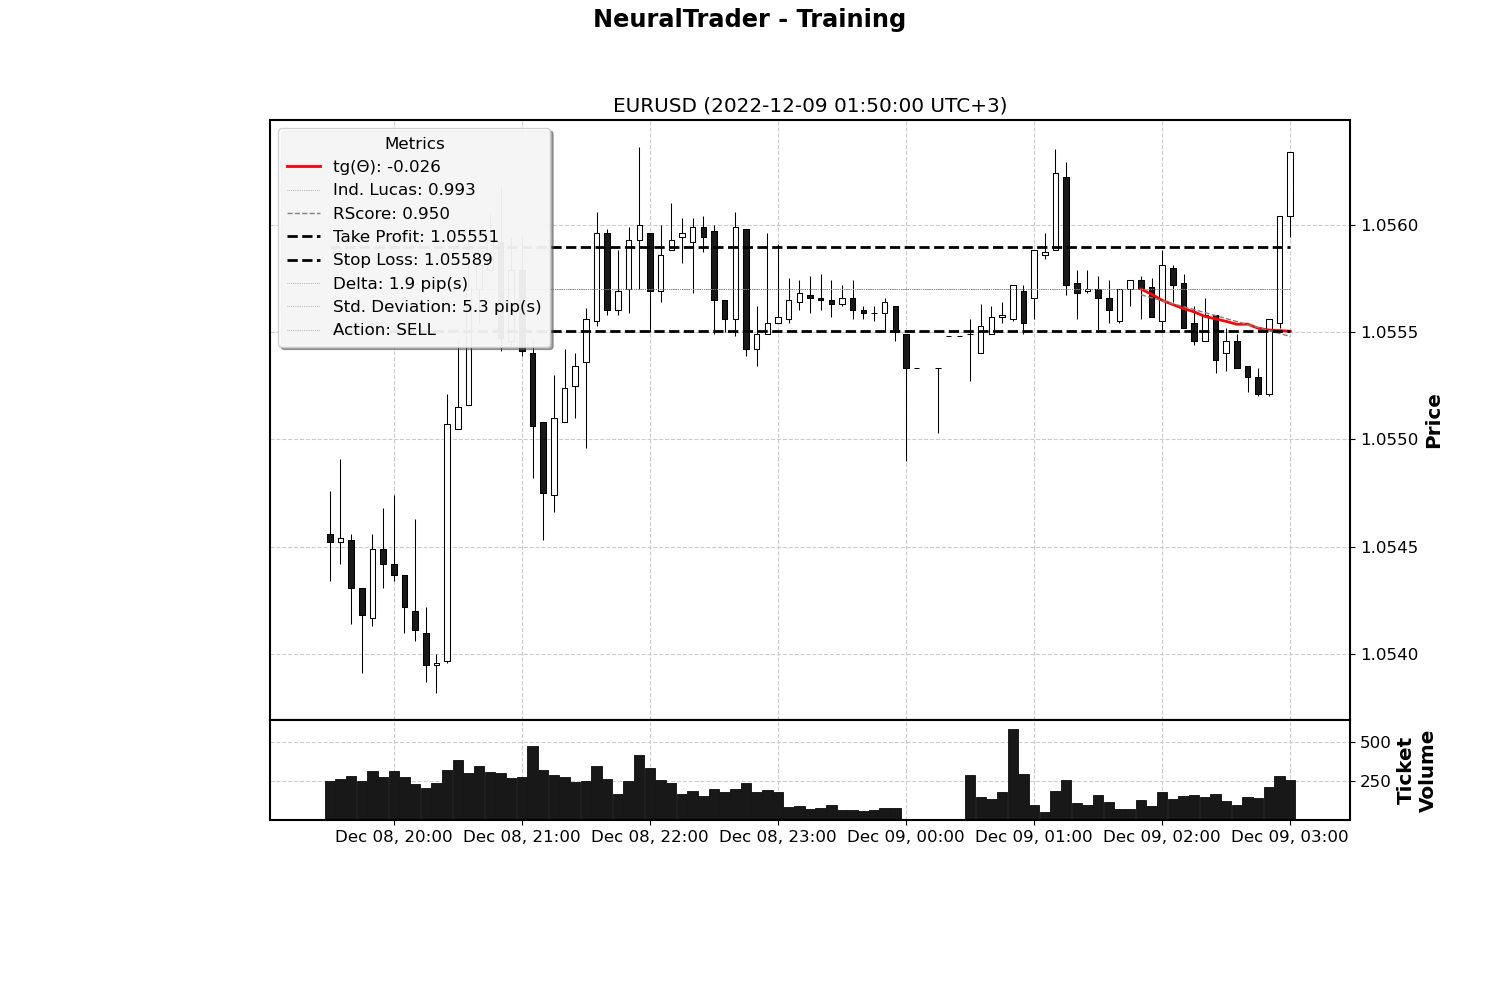 NeuralTrader - Training
EURUSD (2022-12-09 01:50:00 UTC+3)
Metrics
tg(Θ): -0.026
Ind. Lucas: 0.993
RScore: 0.950
Take Profit: 1.05551
Stop Loss: 1.05589
Delta: 1.9 pip(s)
Std. Deviation: 5.3 pip(s)
Action: SELL
1.0560
1.0555
1.0550
1.0545
1.0540
Price
500
250
Ticket
Volume
Dec 08, 20:00 Dec 08, 21:00 Dec 08, 22:00 Dec 08, 23:00 Dec 09, 00:00 Dec 09, 01:00 Dec 09, 02:00 Dec 09, 03:00